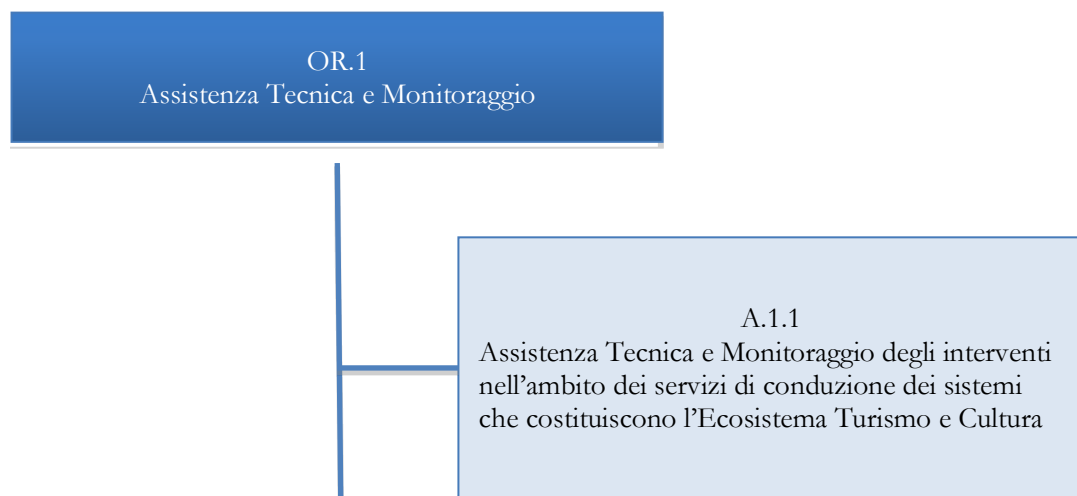 OR.1
Assistenza Tecnica e Monitoraggio
A.1.1
Assistenza Tecnica e Monitoraggio degli interventi
nell’ambito dei servizi di conduzione dei sistemi
che costituiscono l’Ecosistema Turismo e Cultura